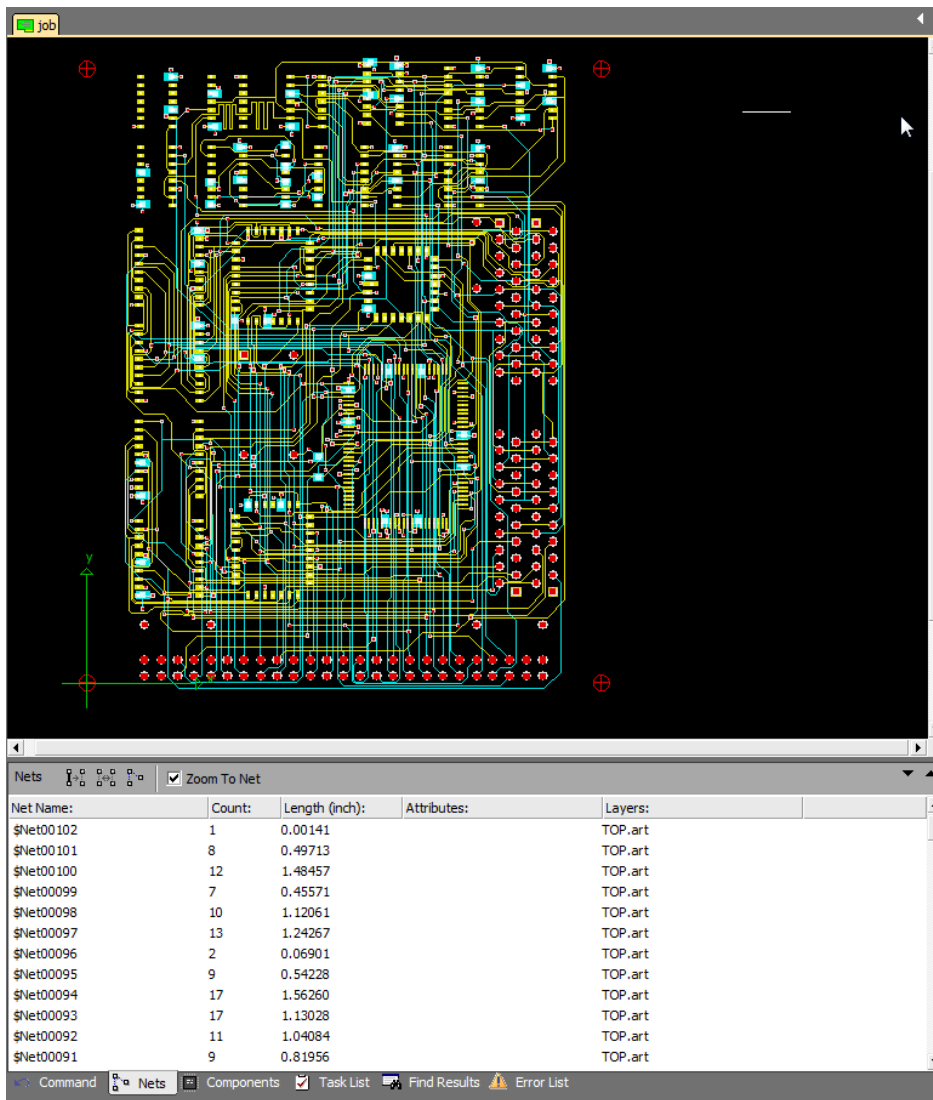 job
y
Nets Zoom To Net
Net Name: Count: Length (inch): Attributes: Layers:
$Net00102 1 0.00141 TOP.art
$Net00101 8 0.49713 TOP.art
$Net00100 12 1.48457 TOP.art
$Net00099 7 0.45571 TOP.art
$Net00098 10 1.12061 TOP.art
$Net00097 13 1.24267 TOP.art
$Net00096 2 0.06901 TOP.art
$Net00095 9 0.54228 TOP.art
$Net00094 17 1.56260 TOP.art
$Net00093 17 1.13028 TOP.art
$Net00092 11 1.04084 TOP.art
$Net00091 9 0.81956 TOP.art
Command Nets Components Task List Find Results Error List